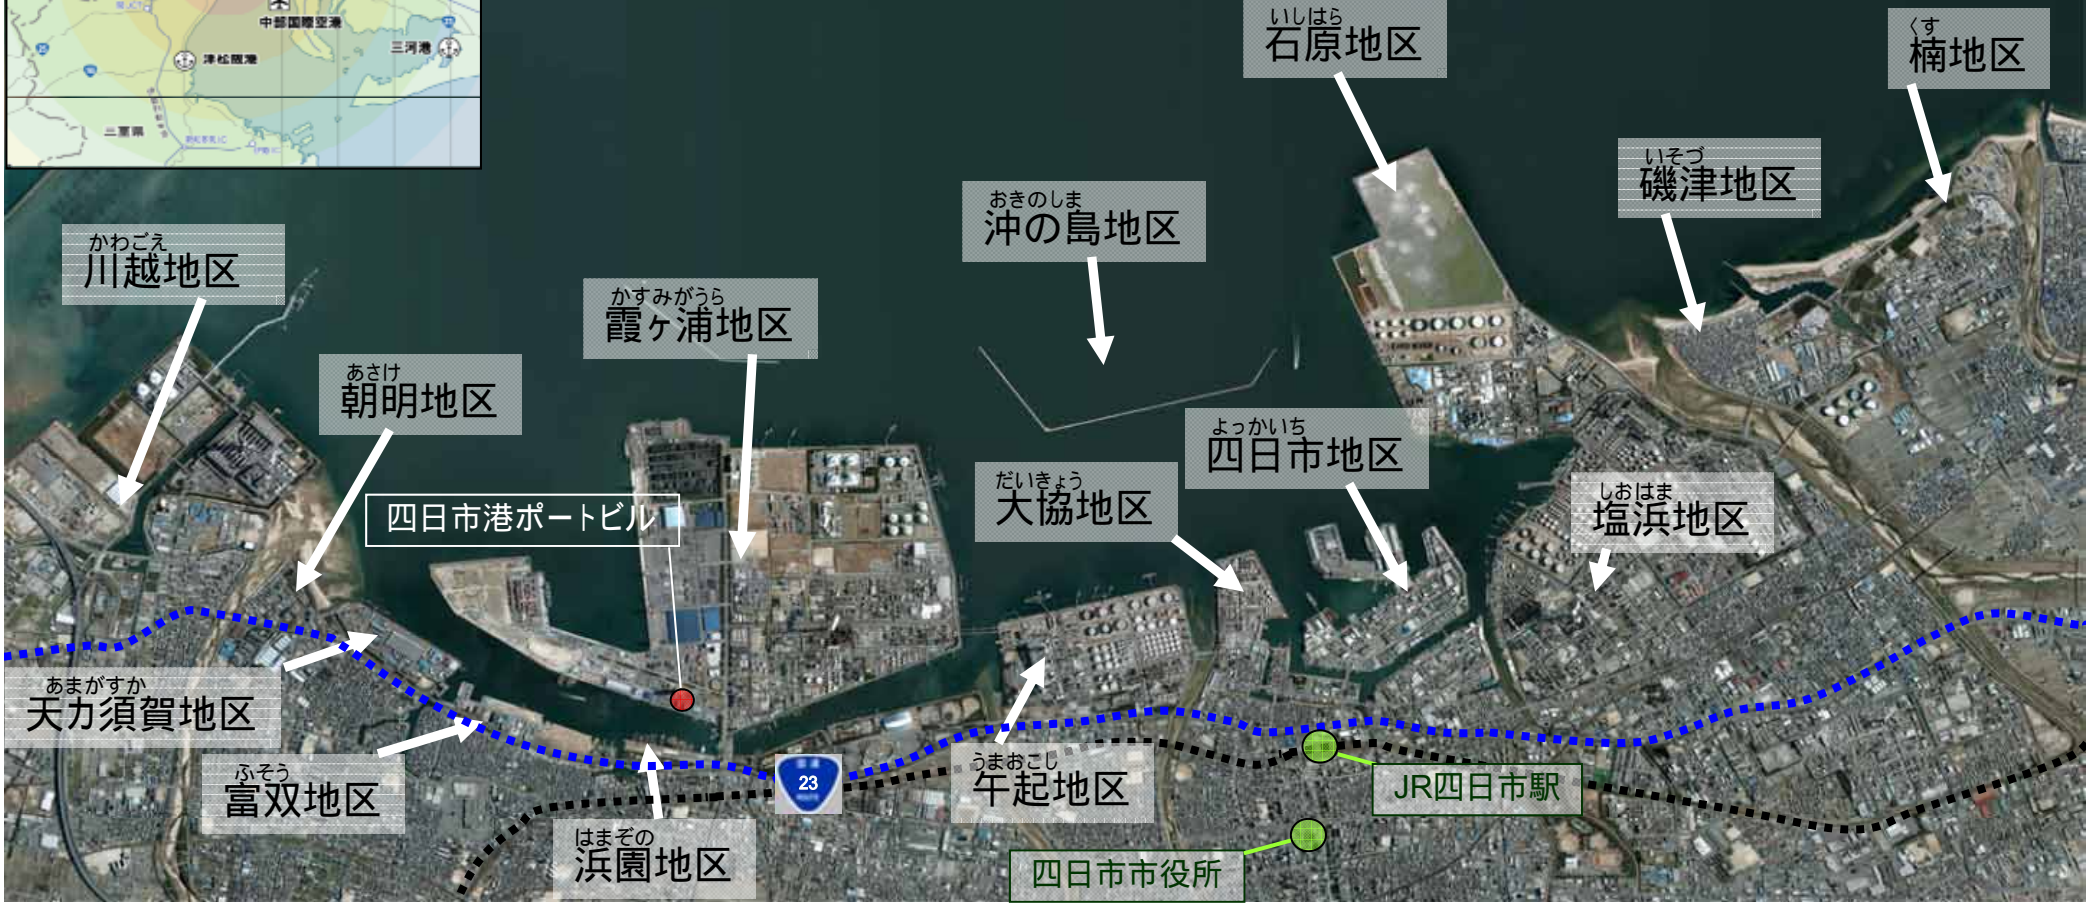 中部国際空港
三河港
津松阪港
三重県
いしはら
石原地区
くす
楠地区
いそづ
磯津地区
おきのしま
沖の島地区
かわごえ
川越地区
かすみがうら
霞ヶ浦地区
あさけ
朝明地区
よっかいち
四日市地区
だいきょう
大協地区
しおはま
塩浜地区
四日市港ポートビル
あまがすか
天カ須賀地区
ふそう
富双地区
はまぞの
浜園地区
23
うまおこし
午起地区
JR四日市駅
四日市市役所